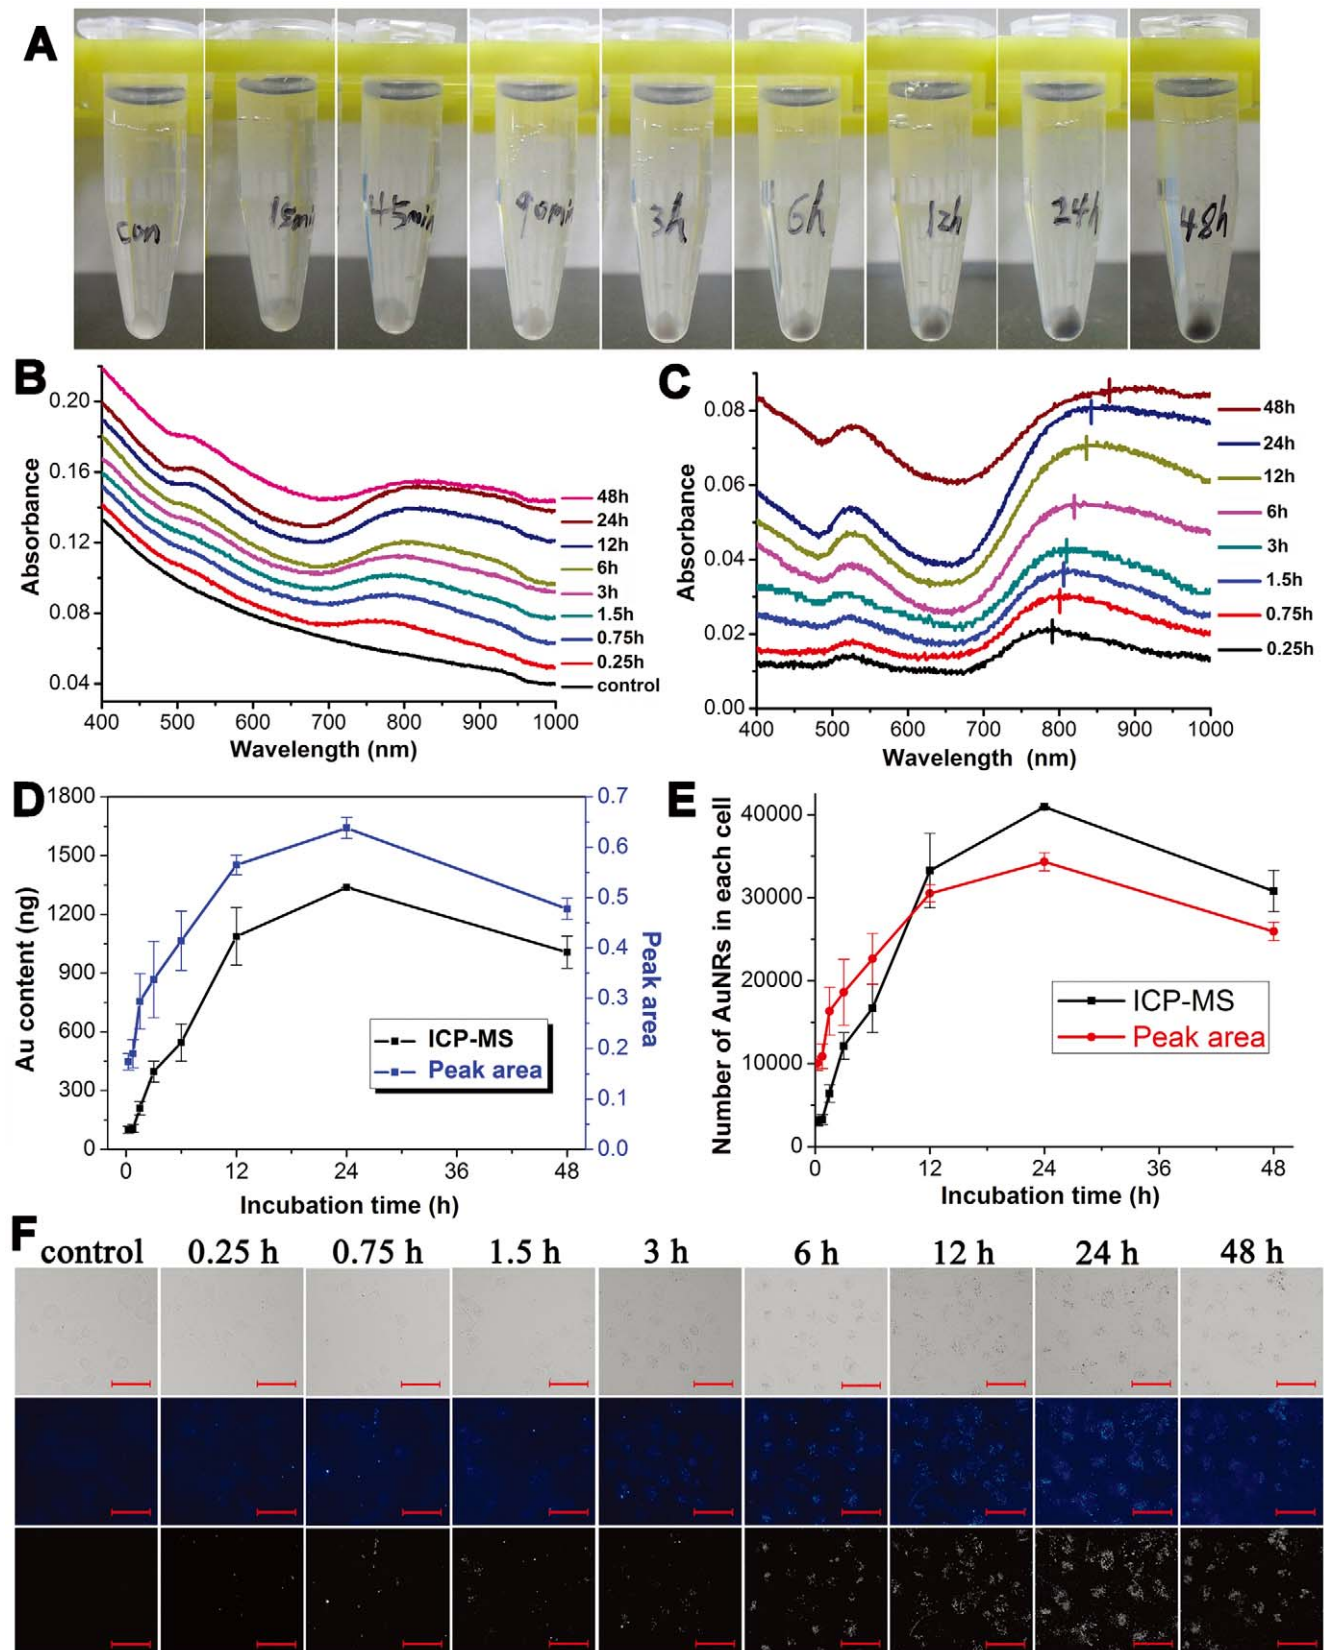 A
con
15min
45min
90min
3h
6h
12h
24h
48h
B
Absorbance
0.20
0.16
0.12
0.08
0.04
400 500 600 700 800 900 1000
Wavelength (nm)
48h
24h
12h
6h
3h
1.5h
0.75h
0.25h
control
C
Absorbance
0.08
0.06
0.04
0.02
0.00
400 500 600 700 800 900 1000
Wavelength (nm)
48h
24h
12h
6h
3h
1.5h
0.75h
0.25h
D
Au content (ng)
1800
1500
1200
900
600
300
0
0 12 24 36 48
Incubation time (h)
0.7
0.6
0.5
0.4
0.3
0.2
0.1
0.0
Peak area
ICP-MS
Peak area
E
Number of AuNRs in each cell
40000
30000
20000
10000
0
0 12 24 36 48
Incubation time (h)
ICP-MS
Peak area
F
control 0.25 h 0.75 h 1.5 h 3 h 6 h 12 h 24 h 48 h